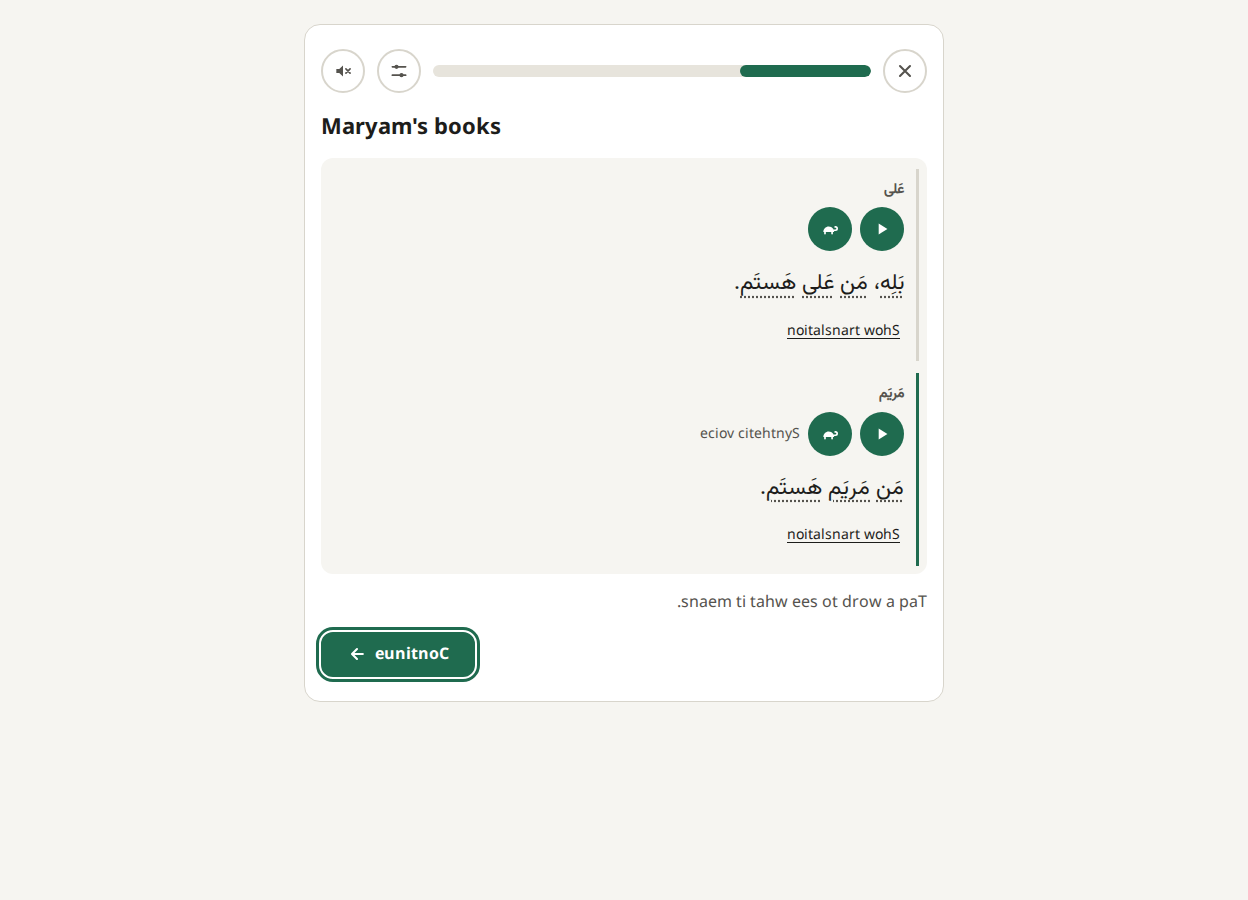 Maryam's books
عَلی
بَلِه، مَن عَلی هَستَم.
noitalsnart wohS
مَریَم
eciov citehtnyS
مَن مَریَم هَستَم.
noitalsnart wohS
.snaem ti tahw ees ot drow a paT
eunitnoC